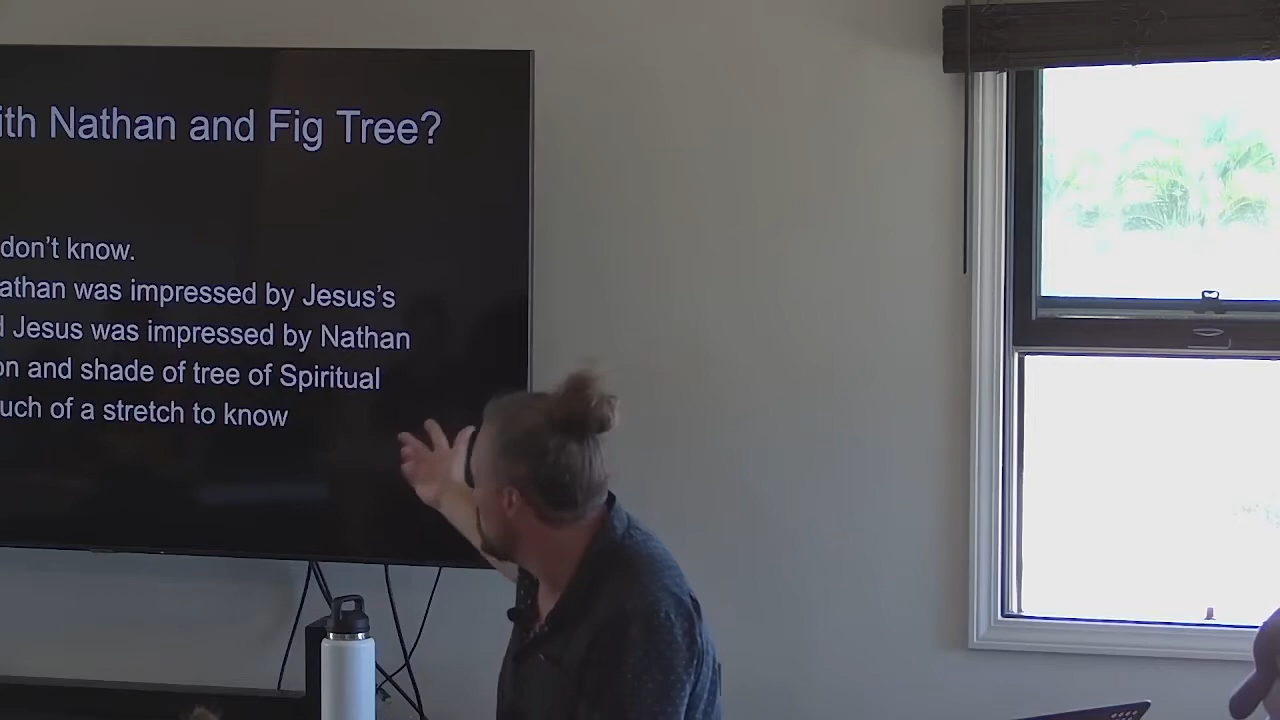 ith Nathan and Fig Tree?
don't know.
athan was impressed by Jesus's
d Jesus was impressed by Nathan
on and shade of tree of Spiritual
uch of a stretch to know